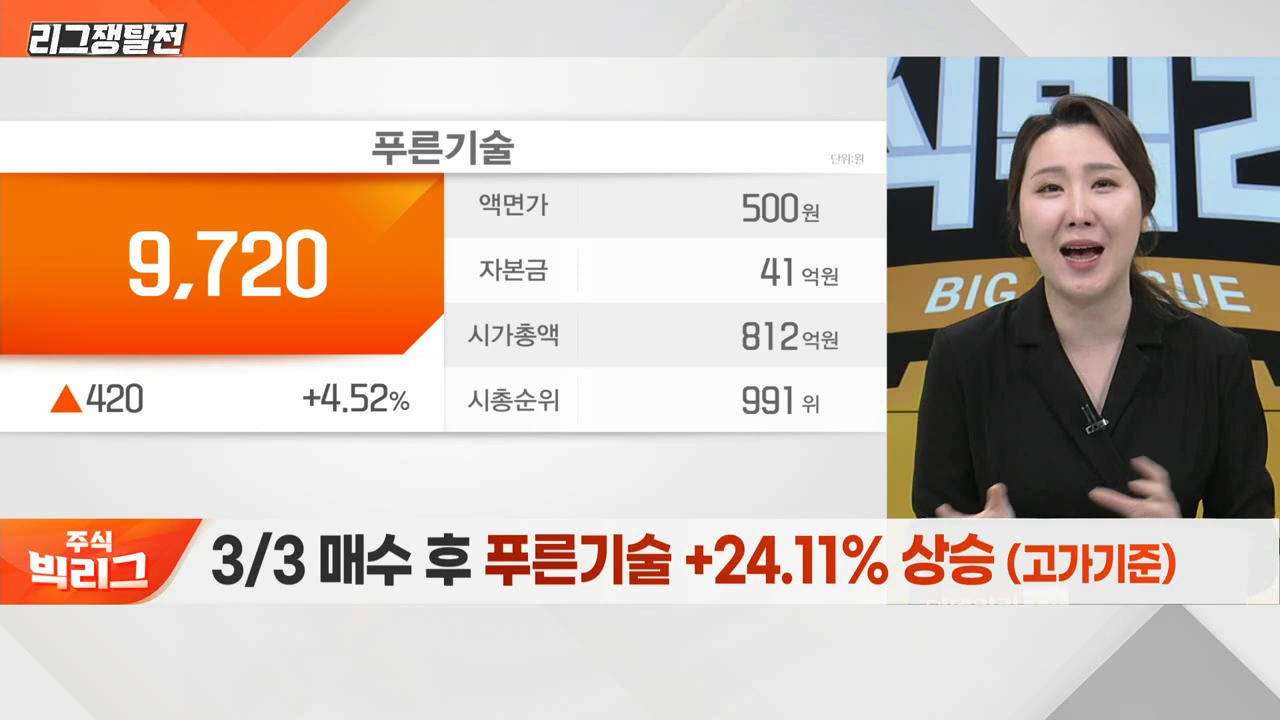 리그쟁탈전
푸른기술
단위:원
9,720
▲420 +4.52%
액면가 500원
자본금 41억원
시가총액 812억원
시총순위 991위
BIG
GUE
주식
빅리그
3/3 매수 후 푸른기술 +24.11% 상승 (고가기준)